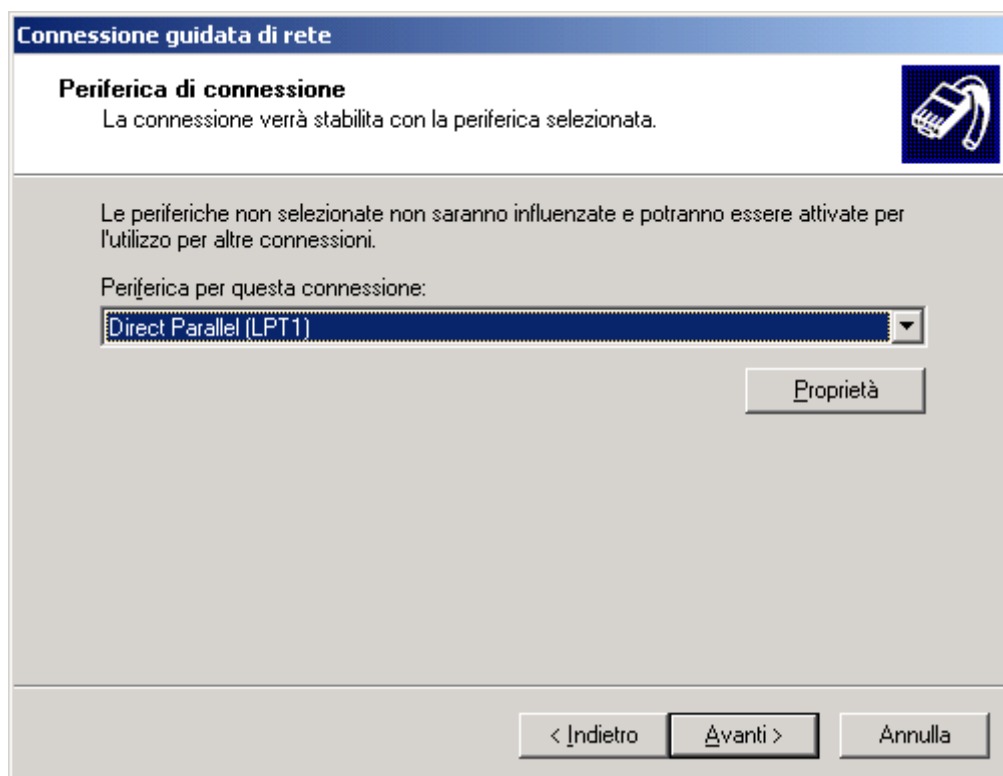 Connessione guidata di rete
Periferica di connessione
La connessione verrà stabilita con la periferica selezionata.
Le periferiche non selezionate non saranno influenzate e potranno essere attivate per
l'utilizzo per altre connessioni.
Periferica per questa connessione:
Direct Parallel (LPT1)
Proprietà
< Indietro
Avanti >
Annulla